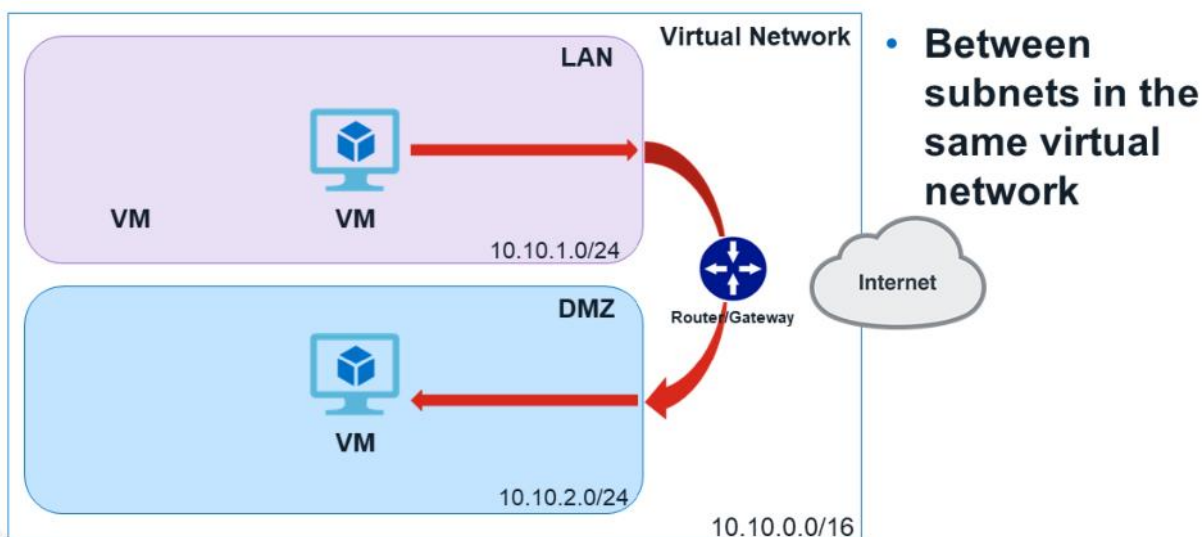 Virtual Network
LAN
VM
VM
10.10.1.0/24
DMZ
VM
10.10.2.0/24
Router/Gateway
Internet
10.10.0.0/16
• Between
subnets in the
same virtual
network